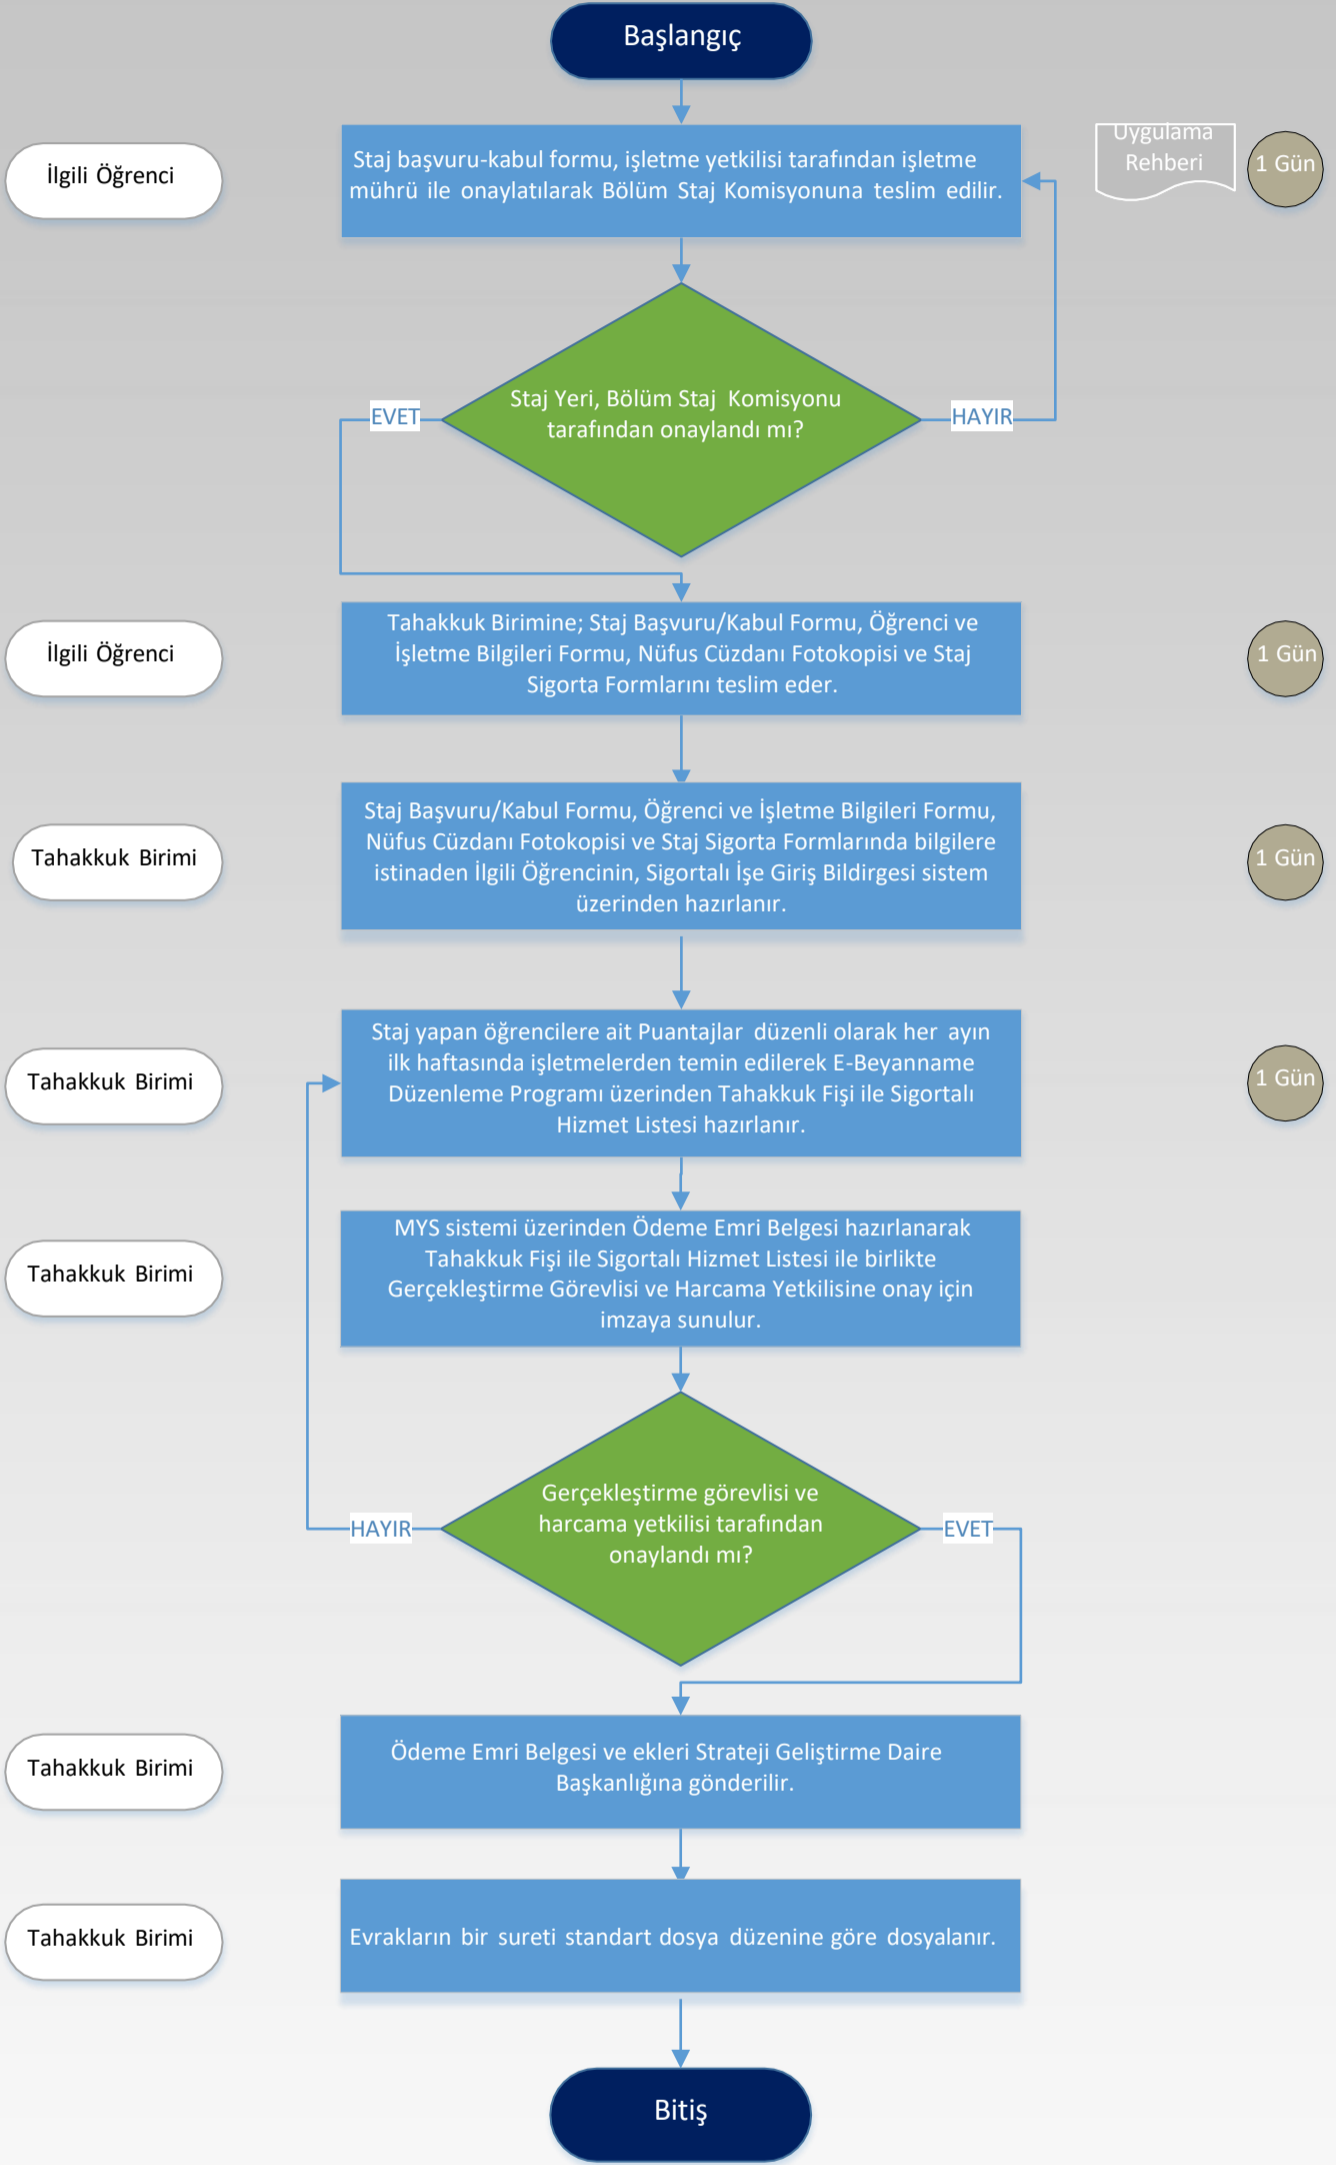 Başlangıç
İlgili Öğrenci
Staj başvuru-kabul formu, işletme yetkilisi tarafından işletme
mührü ile onaylatılarak Bölüm Staj Komisyonuna teslim edilir.
Uygulama
Rehberi
1 Gün
Staj Yeri, Bölüm Staj Komisyonu
tarafından onaylandı mı?
EVET
HAYIR
İlgili Öğrenci
Tahakkuk Birimine; Staj Başvuru/Kabul Formu, Öğrenci ve
İşletme Bilgileri Formu, Nüfus Cüzdanı Fotokopisi ve Staj
Sigorta Formlarını teslim eder.
1 Gün
Tahakkuk Birimi
Staj Başvuru/Kabul Formu, Öğrenci ve İşletme Bilgileri Formu,
Nüfus Cüzdanı Fotokopisi ve Staj Sigorta Formlarında bilgilere
istinaden İlgili Öğrencinin, Sigortalı İşe Giriş Bildirgesi sistem
üzerinden hazırlanır.
1 Gün
Tahakkuk Birimi
Staj yapan öğrencilere ait Puantajlar düzenli olarak her ayın
ilk haftasında işletmelerden temin edilerek E-Beyanname
Düzenleme Programı üzerinden Tahakkuk Fişi ile Sigortalı
Hizmet Listesi hazırlanır.
1 Gün
Tahakkuk Birimi
MYS sistemi üzerinden Ödeme Emri Belgesi hazırlanarak
Tahakkuk Fişi ile Sigortalı Hizmet Listesi ile birlikte
Gerçekleştirme Görevlisi ve Harcama Yetkilisine onay için
imzaya sunulur.
Gerçekleştirme görevlisi ve
harcama yetkilisi tarafından
onaylandı mı?
HAYIR
EVET
Tahakkuk Birimi
Ödeme Emri Belgesi ve ekleri Strateji Geliştirme Daire
Başkanlığına gönderilir.
Tahakkuk Birimi
Evrakların bir sureti standart dosya düzenine göre dosyalanır.
Bitiş